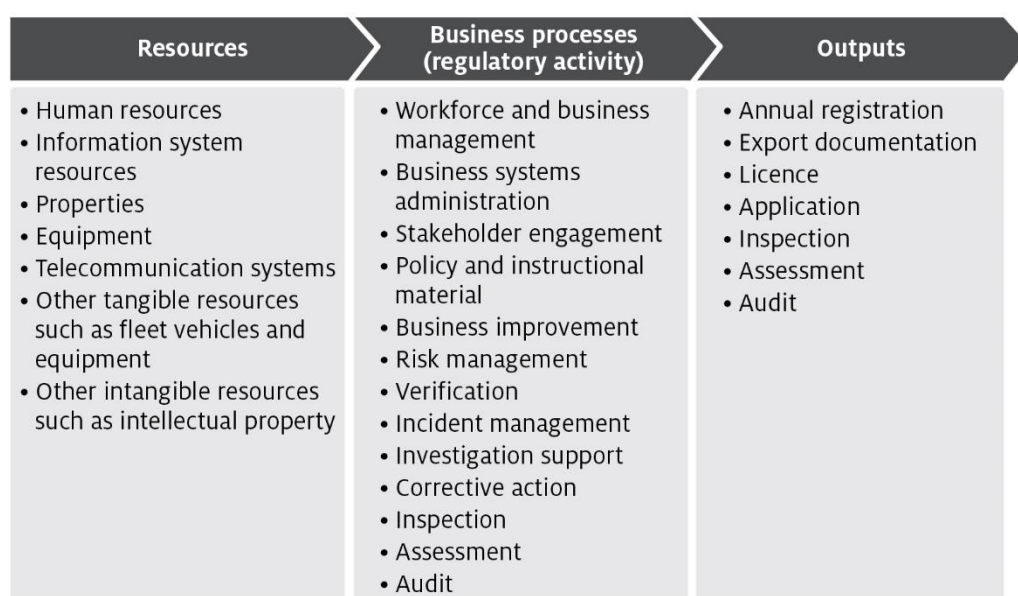 Resources
• Human resources
• Information system
resources
• Properties
• Equipment
• Telecommunication systems
• Other tangible resources
such as fleet vehicles and
equipment
• Other intangible resources
such as intellectual property
Business processes
(regulatory activity)
• Workforce and business
management
• Business systems
administration
• Stakeholder engagement
• Policy and instructional
material
• Business improvement
• Risk management
• Verification
• Incident management
• Investigation support
• Corrective action
• Inspection
• Assessment
• Audit
Outputs
• Annual registration
• Export documentation
• Licence
• Application
• Inspection
• Assessment
• Audit